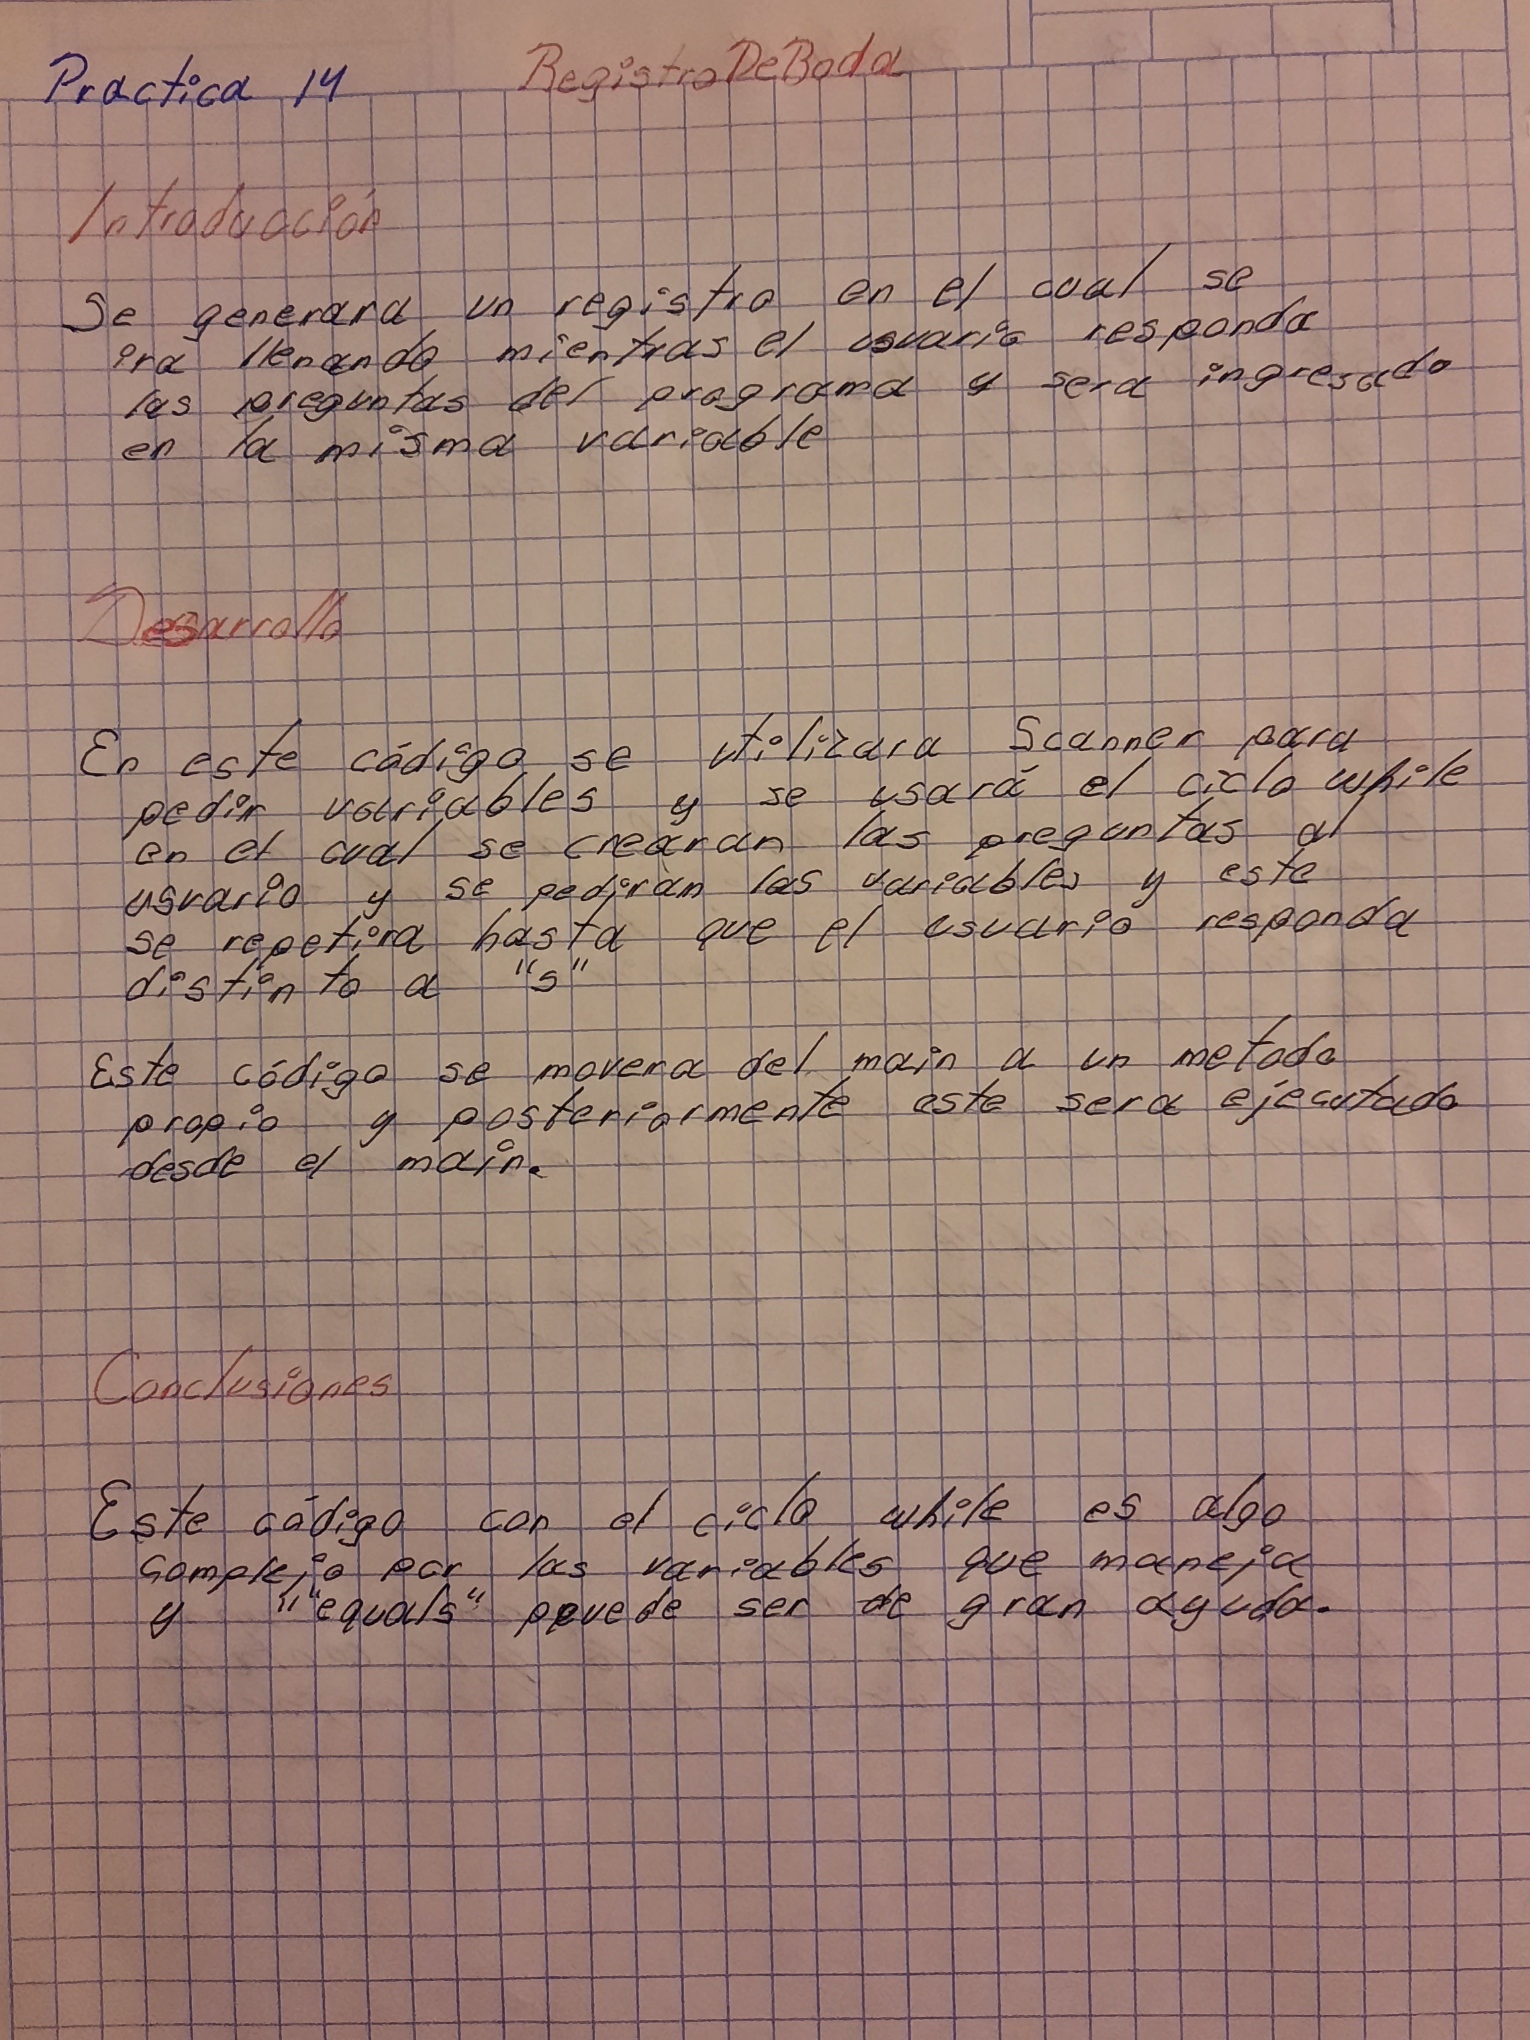 Practica 14
RegistroDeBoda
Introducción
Se generara un registro en el cual se
ira llenando mientras el usuario responda
las preguntas del programa y sera ingresado
en la misma variable
Desarrollo
En este código se utilizara Scanner para
pedir variables y se usará el ciclo while
en el cual se crearan las preguntas al
usuario y se pediran las variables y este
se repetira hasta que el usuario responda
distinto a "s"
Este código se movera del main a un metodo
propio y posteriormente este sera ejecutado
desde el main.
Conclusiones
Este código con el ciclo while es algo
complejo por las variables que maneja
y ""equals" ppuede ser de gran ayuda.